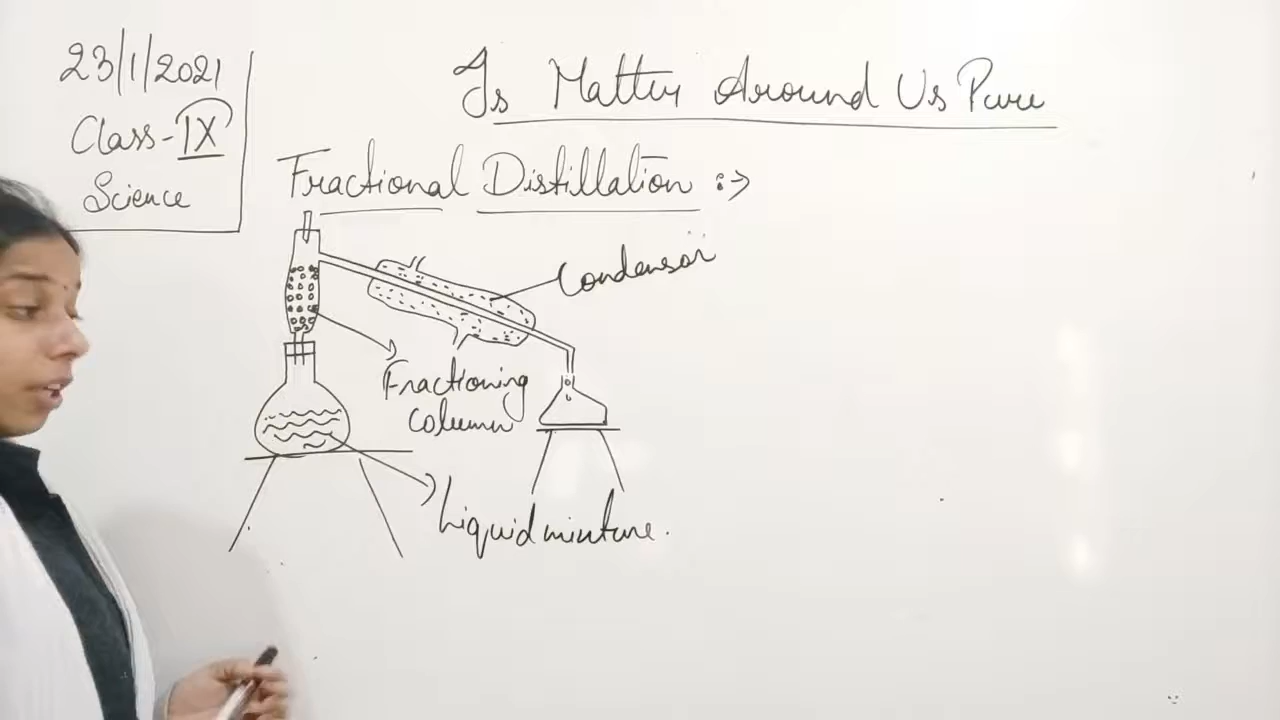 23/1/2021
Class-IX
Science
Is Matter Around Us Pure
Fractional Distillation :→
Condensor
Fractioning
column
Liquid mixture.